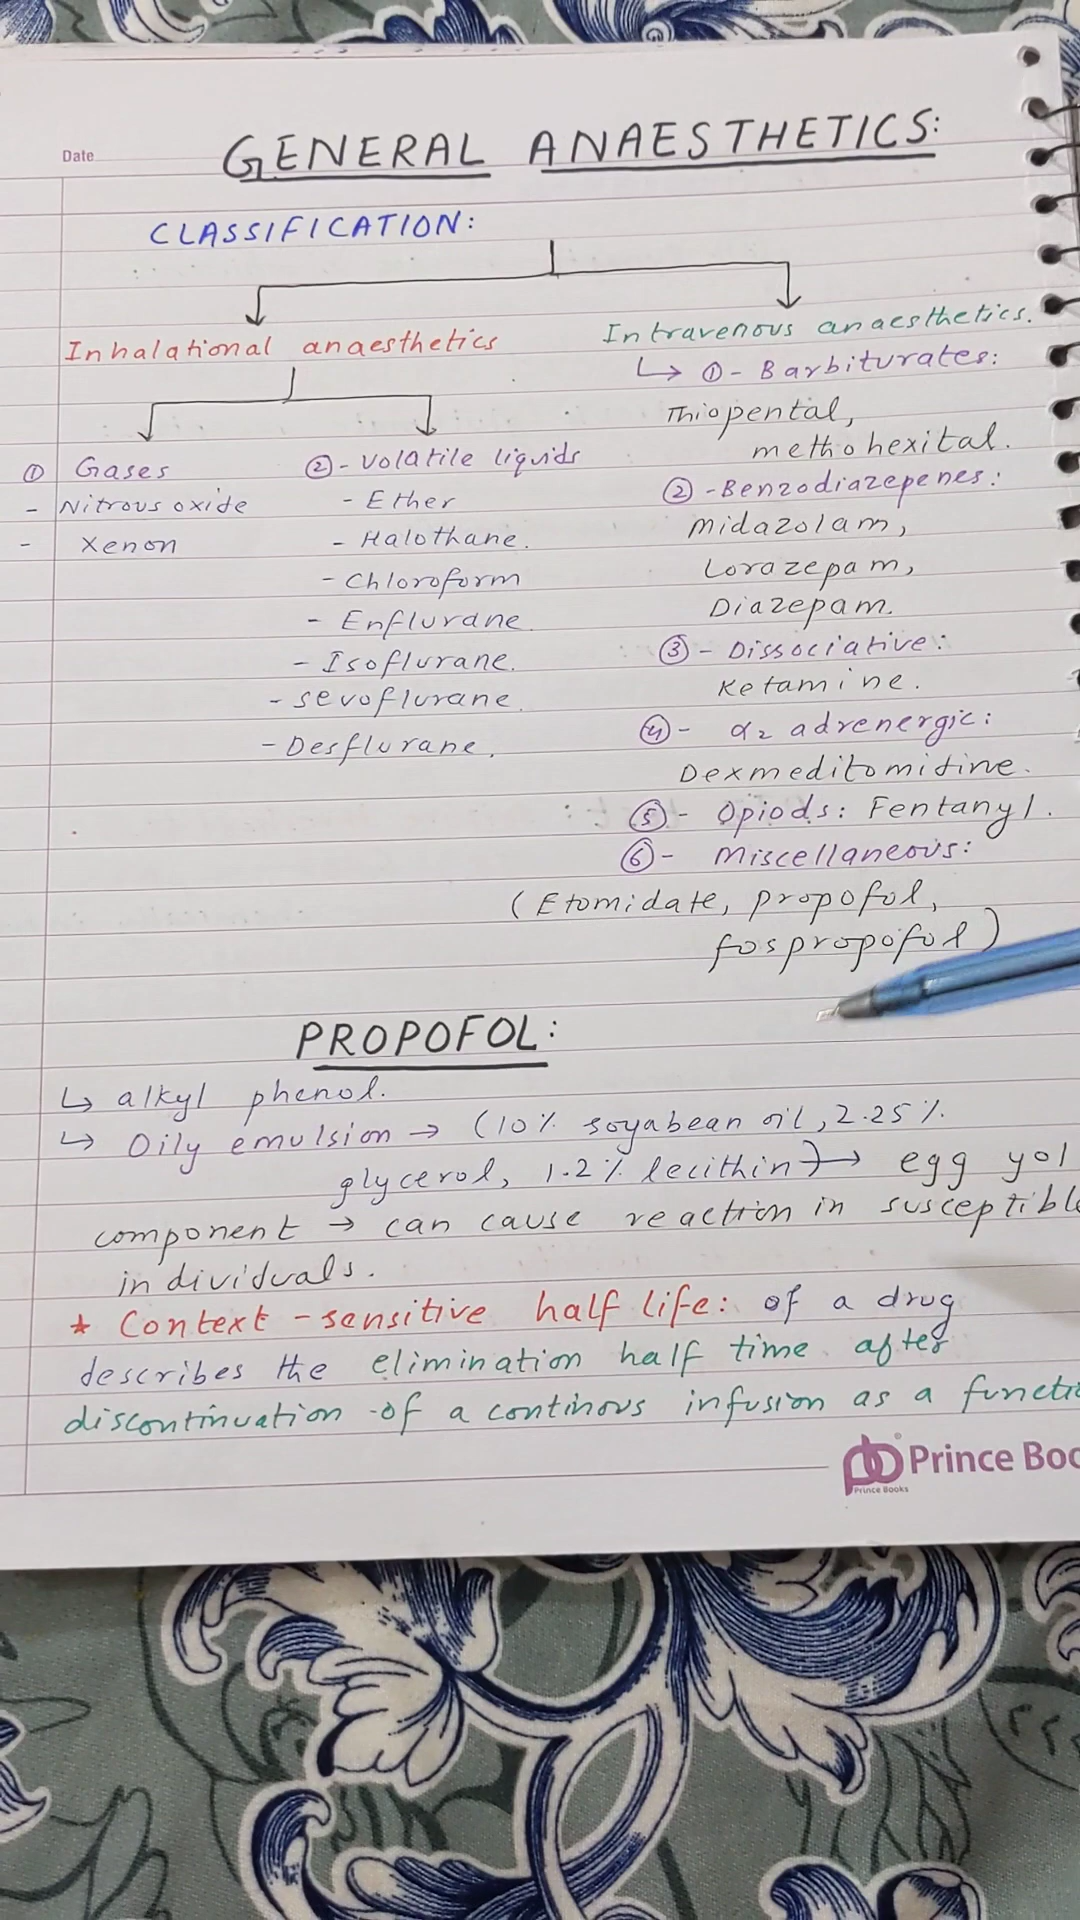 Date
GENERAL ANAESTHETICS:
CLASSIFICATION:
Inhalational anaesthetics
① Gases
- Nitrous oxide
- Xenon
② - Volatile liquids
- Ether
- Halothane.
- Chloroform
- Enflurane
- Isoflurane.
- sevoflurane.
- Desflurane.
Intravenous anaesthetics.
↳ ① - Barbiturates:
Thiopental,
methohexital.
② - Benzodiazepenes:
midazolam,
Lorazepam,
Diazepam.
③ - Dissociative:
Ketamine.
④ - α2 adrenergic:
Dexmeditomidine.
⑤ - Opiods: Fentanyl.
⑥ - Miscellaneous:
(Etomidate, propofol,
fospropofol)
PROPOFOL:
↳ alkyl phenol.
↳ Oily emulsion → (10% soyabean oil, 2.25%
glycerol, 1.2% lecithin) → egg yol
component → can cause reaction in susceptible
individuals.
* Context-sensitive half life: of a drug
describes the elimination half time after
discontinuation of a continous infusion as a functi
Prince Boo
Prince Books